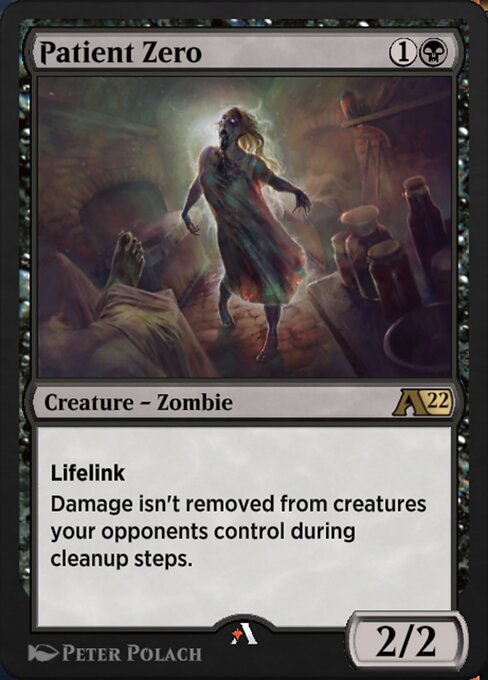 Patient Zero 1
Creature – Zombie A22
Lifelink
Damage isn't removed from creatures
your opponents control during
cleanup steps.
2/2
Peter Polach